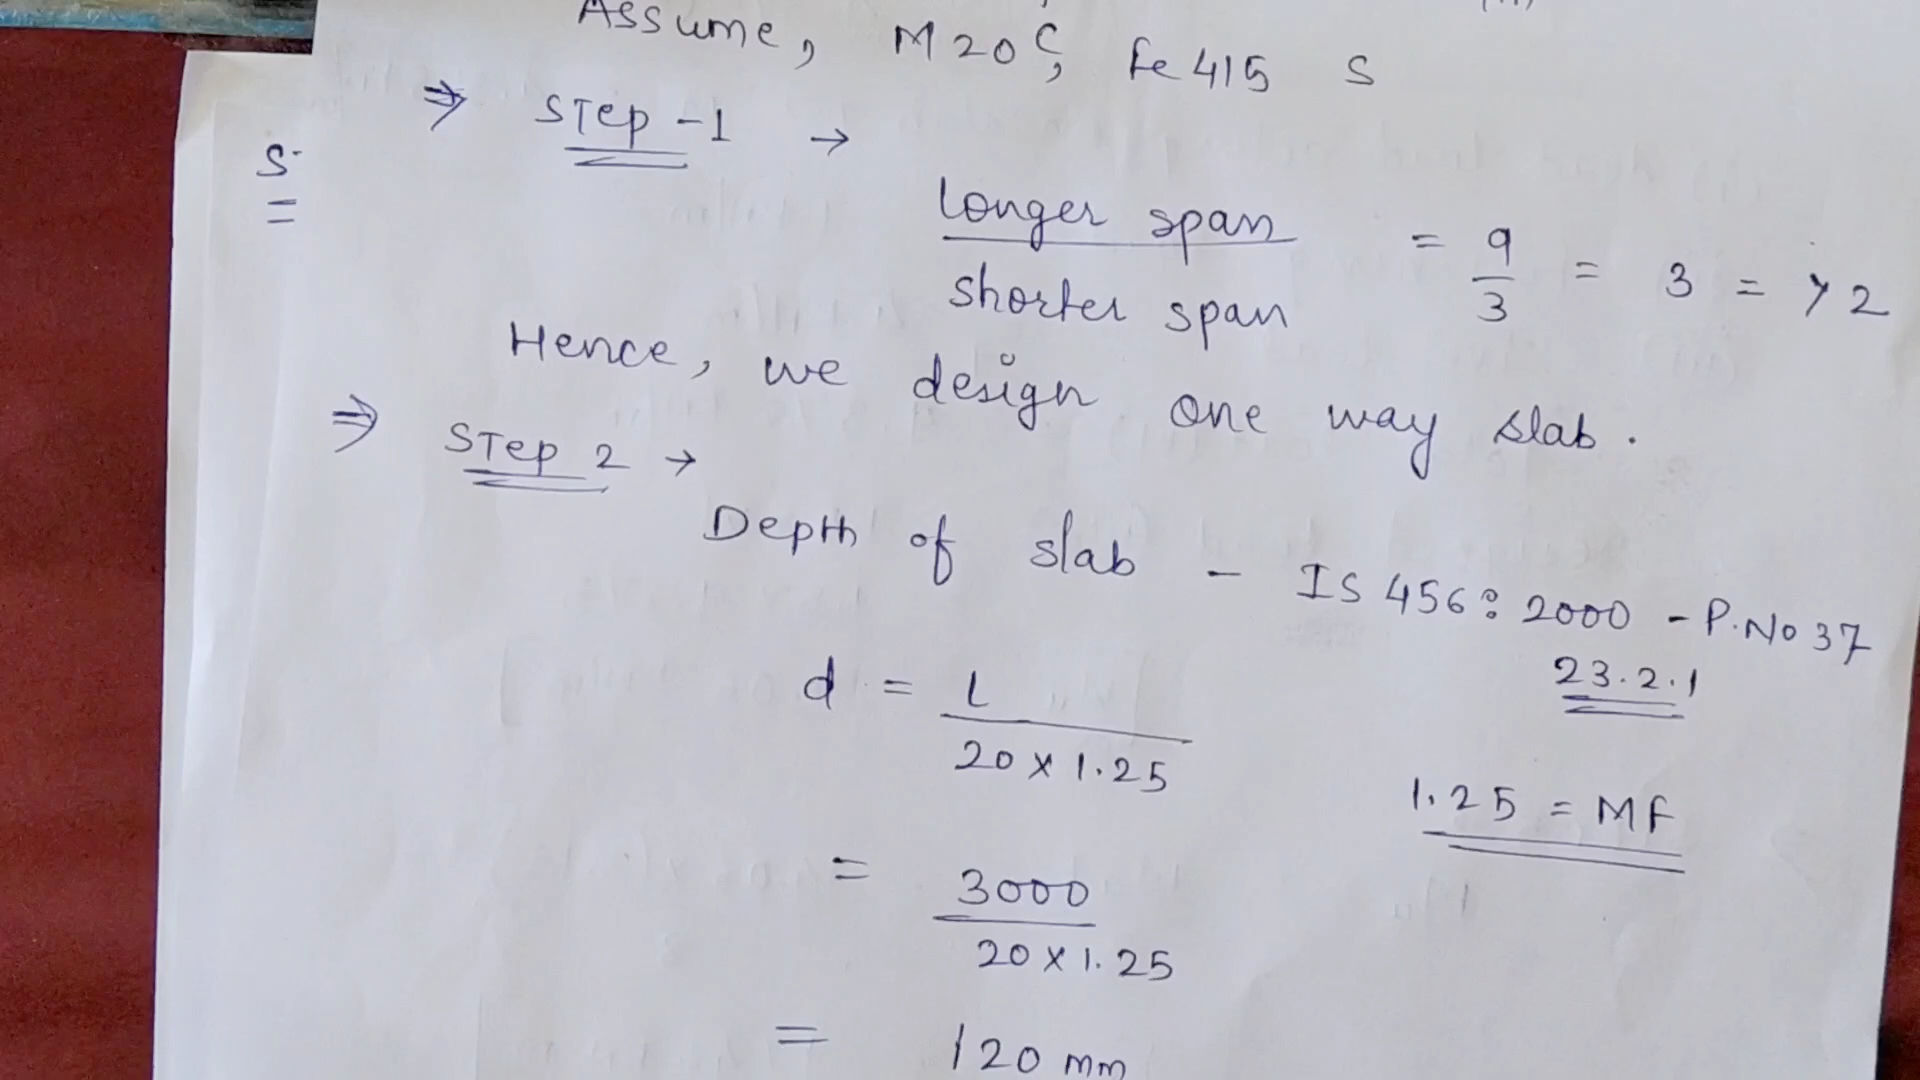 Assume, M20 C, Fe 415 S
⇒ STep -1 →
S
longer span / shorter span = 9/3 = 3 = > 2
Hence, we design one way slab.
⇒ STep 2 →
Depth of slab - IS 456: 2000 - P.No 37
23.2.1
d = L / 20 x 1.25
1.25 = MF
= 3000 / 20 x 1.25
= 120 mm